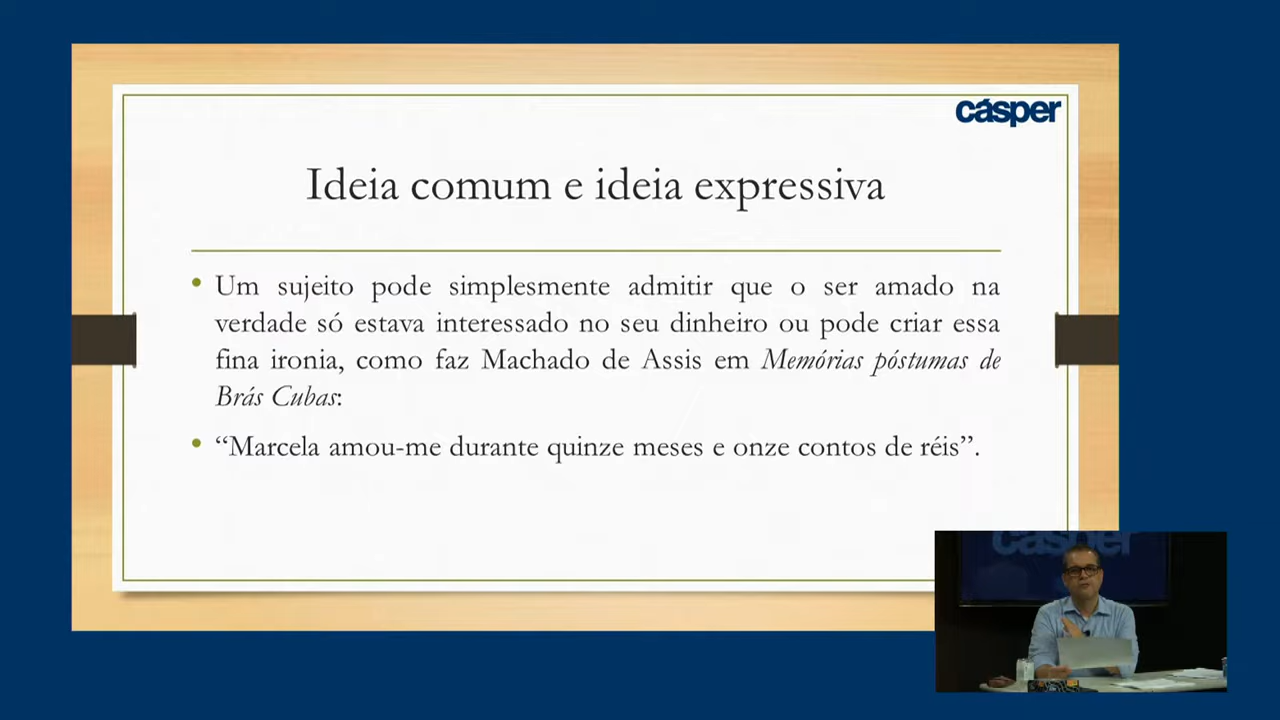 cásper
Ideia comum e ideia expressiva
• Um sujeito pode simplesmente admitir que o ser amado na
verdade só estava interessado no seu dinheiro ou pode criar essa
fina ironia, como faz Machado de Assis em Memórias póstumas de
Brás Cubas:
• “Marcela amou-me durante quinze meses e onze contos de réis”.
cásper